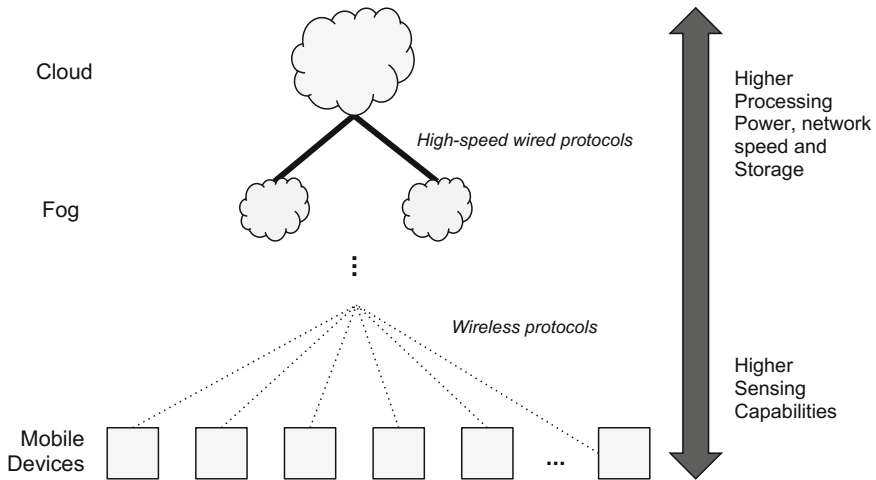 Cloud
High-speed wired protocols
Higher
Processing
Power, network
speed and
Storage
Fog
⋮
Wireless protocols
Higher
Sensing
Capabilities
Mobile
Devices
...